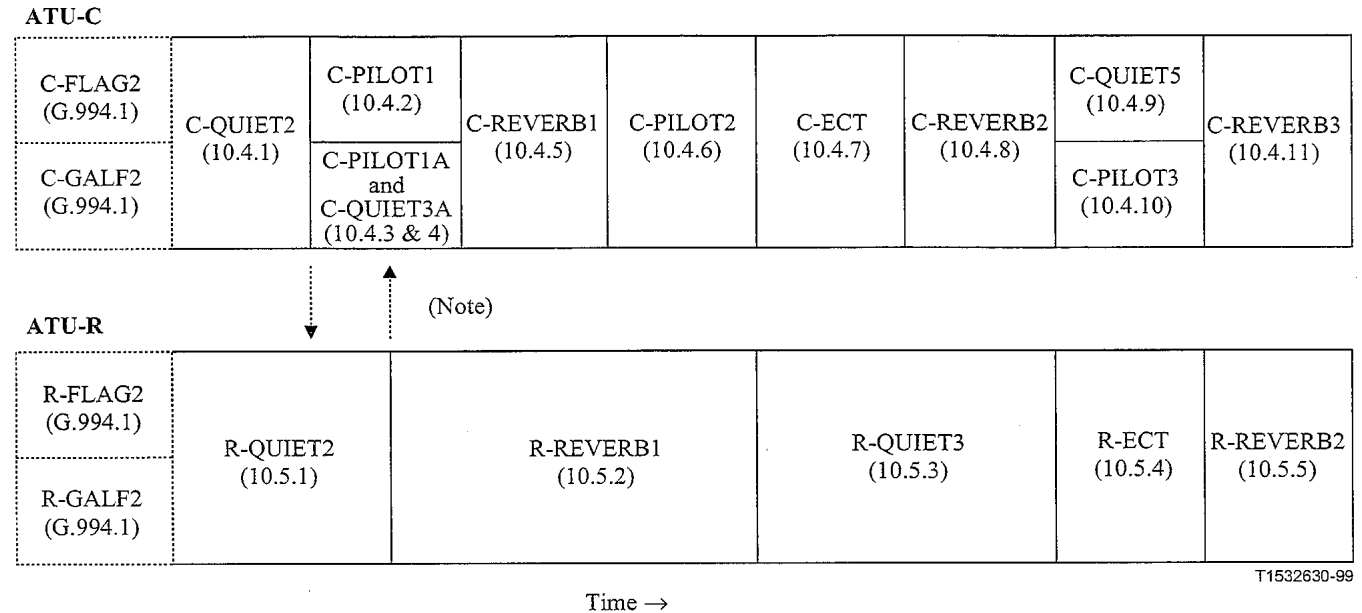 ATU-C
C-FLAG2
(G.994.1)
C-GALF2
(G.994.1)
C-QUIET2
(10.4.1)
C-PILOT1
(10.4.2)
C-PILOT1A
and
C-QUIET3A
(10.4.3 & 4)
C-REVERB1
(10.4.5)
C-PILOT2
(10.4.6)
C-ECT
(10.4.7)
C-REVERB2
(10.4.8)
C-QUIET5
(10.4.9)
C-PILOT3
(10.4.10)
C-REVERB3
(10.4.11)
(Note)
ATU-R
R-FLAG2
(G.994.1)
R-GALF2
(G.994.1)
R-QUIET2
(10.5.1)
R-REVERB1
(10.5.2)
R-QUIET3
(10.5.3)
R-ECT
(10.5.4)
R-REVERB2
(10.5.5)
T1532630-99
Time →